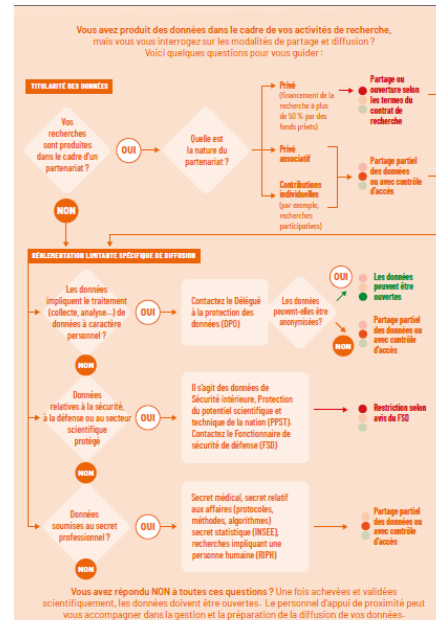 Vous avez produit des données dans le cadre de vos activités de recherche,
mais vous vous interrogez sur les modalités de partage et diffusion ?
Voici quelques questions pour vous guider :
TITULARITÉ DES DONNÉES
Vos
recherches
sont produites
dans le cadre d'un
partenariat ?
OUI
Quelle est
la nature du
partenariat ?
Privé
(financement de la
recherche à plus
de 50 % par des
fonds privés)
Partage ou
ouverture selon
les termes du
contrat de
recherche
Privé
associatif
Contributions
individuelles
(par exemple,
recherches
participatives)
Partage partiel
des données
ou avec contrôle
d'accès
NON
RÉGLEMENTATION LIMITANTE SPÉCIFIQUE DE DIFFUSION
Les données
impliquent le traitement
(collecte, analyse...) de
données à caractère
personnel ?
OUI
Contactez le Délégué
à la protection des
données (DPO)
Les données
peuvent-elles être
anonymisées?
OUI
Les données
peuvent être
ouvertes
NON
Partage partiel
des données ou
avec contrôle
d'accès
NON
Données
relatives à la sécurité,
à la défense ou au secteur
scientifique
protégé
OUI
Il s'agit des données de
Sécurité intérieure, Protection
du potentiel scientifique et
technique de la nation (PPST).
Contactez le Fonctionnaire
de sécurité de défense (FSD)
Restriction selon
avis du FSD
NON
Données
soumises au secret
professionnel ?
OUI
Secret médical, secret relatif
aux affaires (protocoles,
méthodes, algorithmes)
secret statistique (INSEE),
recherches impliquant une
personne humaine (RIPH)
Partage partiel
des données ou
avec contrôle
d'accès
NON
Vous avez répondu NON à toutes ces questions ? Une fois achevées et validées
scientifiquement, les données doivent être ouvertes. Le personnel d'appui de proximité peut
vous accompagner dans la gestion et la préparation de la diffusion de vos données.